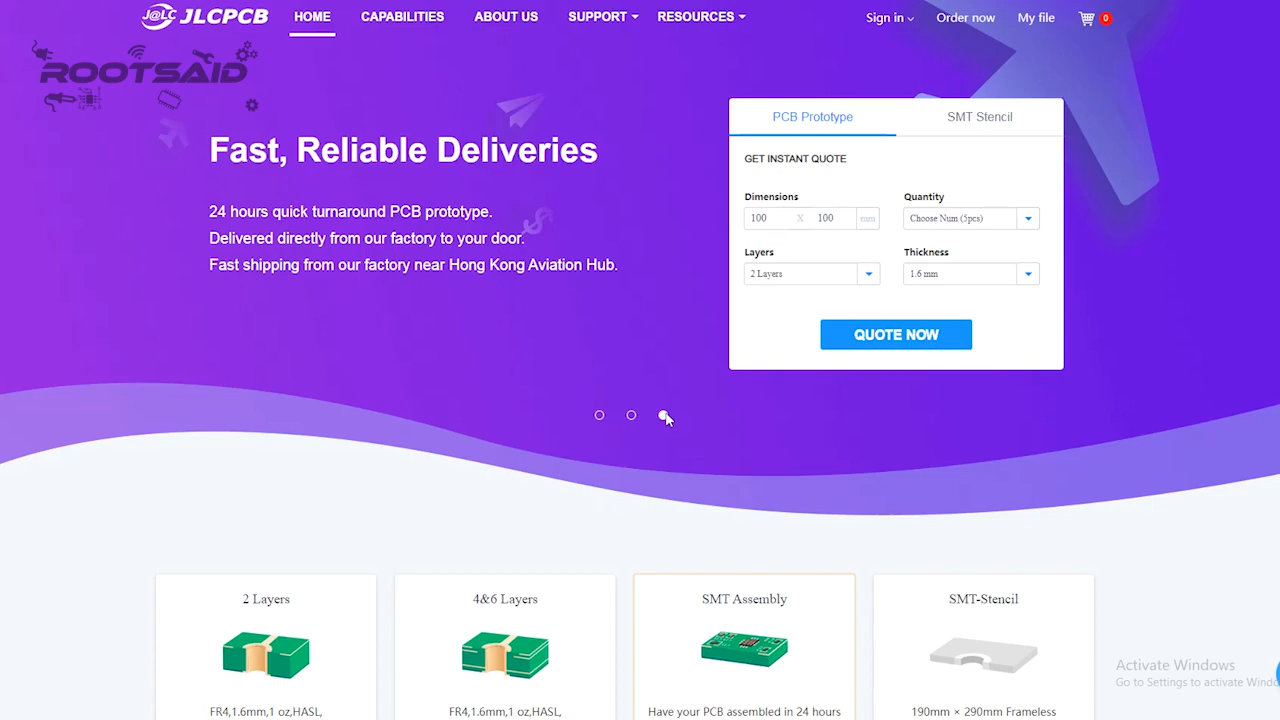 J@LC JLCPCB
HOME
CAPABILITIES
ABOUT US
SUPPORT
RESOURCES
Sign in
Order now
My file
0
ROOTSAID
Fast, Reliable Deliveries
24 hours quick turnaround PCB prototype.
Delivered directly from our factory to your door.
Fast shipping from our factory near Hong Kong Aviation Hub.
PCB Prototype
SMT Stencil
GET INSTANT QUOTE
Dimensions
100 X 100 mm
Quantity
Choose Num (5pcs)
Layers
2 Layers
Thickness
1.6 mm
QUOTE NOW
2 Layers
FR4,1.6mm,1 oz,HASL,
4&6 Layers
FR4,1.6mm,1 oz,HASL,
SMT Assembly
Have your PCB assembled in 24 hours
SMT-Stencil
190mm × 290mm Frameless
Activate Windows
Go to Settings to activate Windo